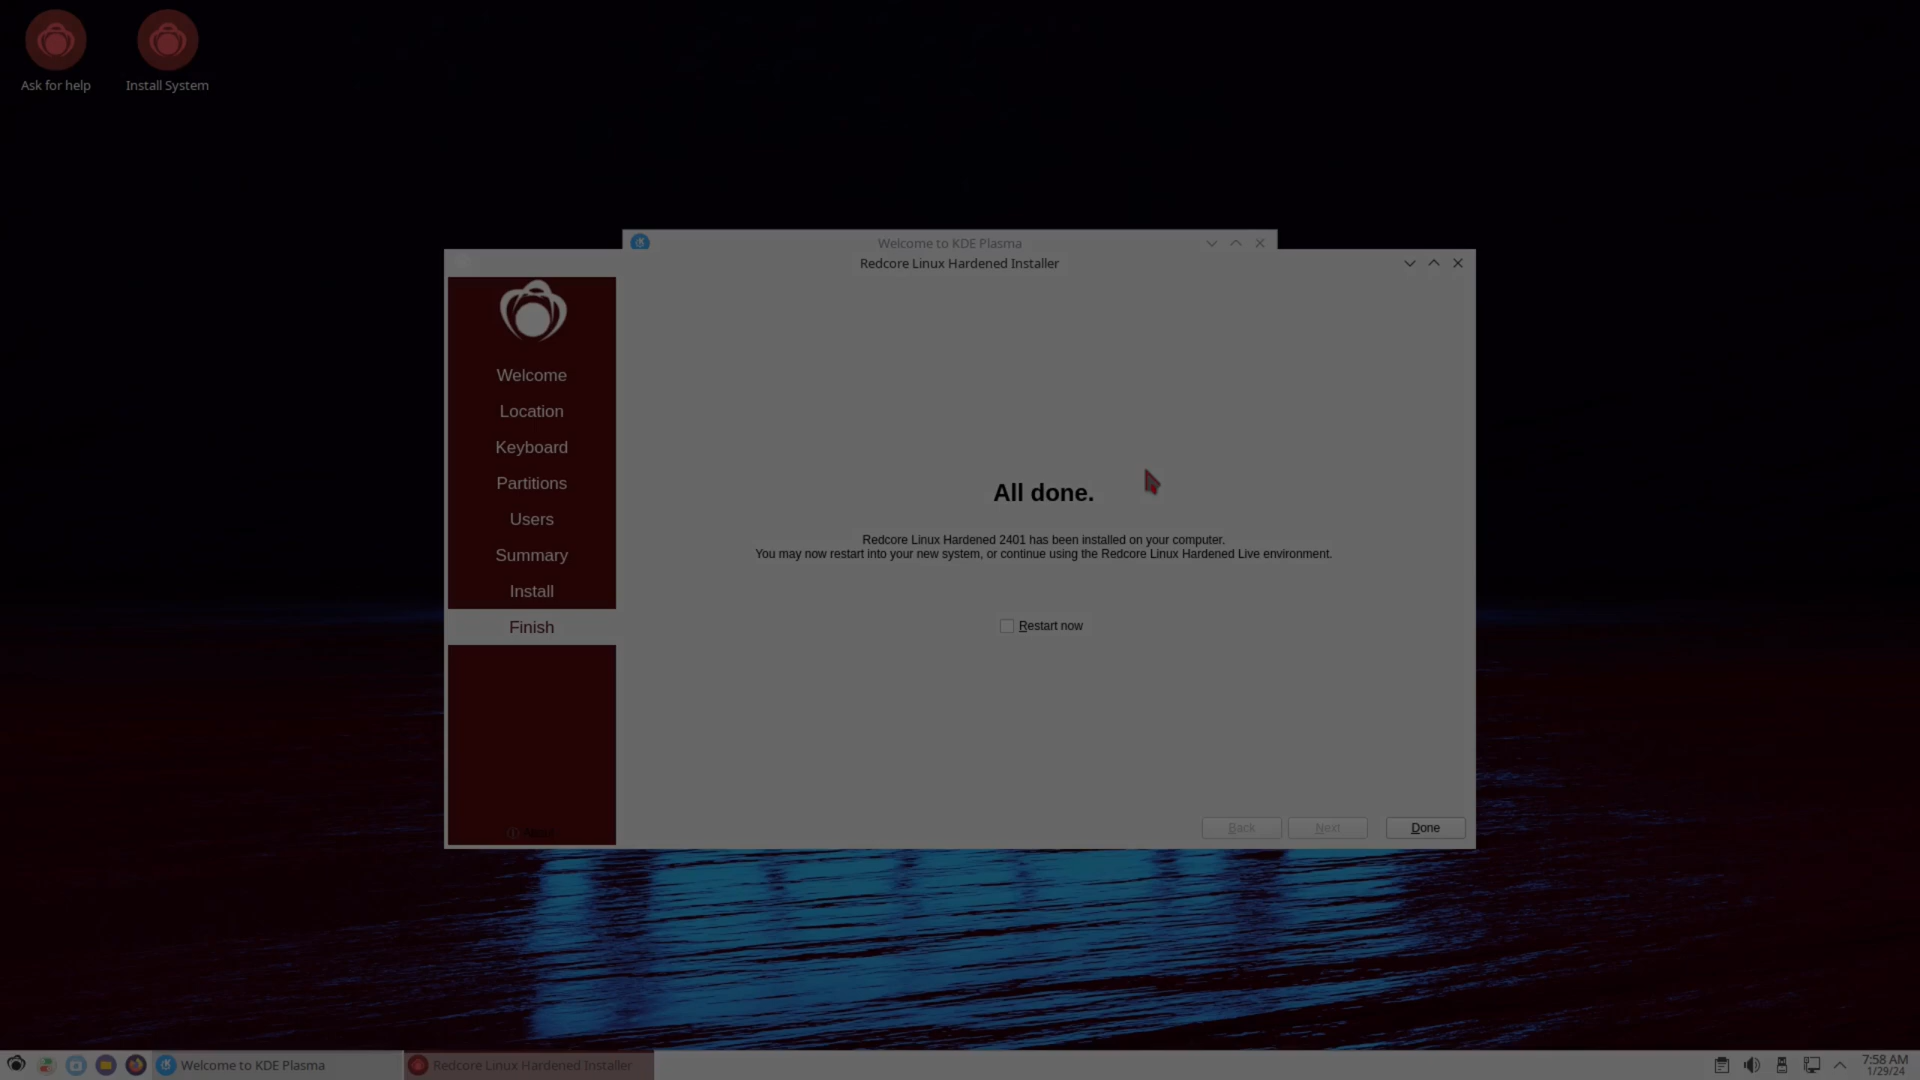 Ask for help
Install System
Welcome to KDE Plasma
Redcore Linux Hardened Installer
Welcome
Location
Keyboard
Partitions
Users
Summary
Install
Finish
All done.
Redcore Linux Hardened 2401 has been installed on your computer.
You may now restart into your new system, or continue using the Redcore Linux Hardened Live environment.
Restart now
Back
Next
Done
Welcome to KDE Plasma
Redcore Linux Hardened Installer
7:58 AM
1/29/24